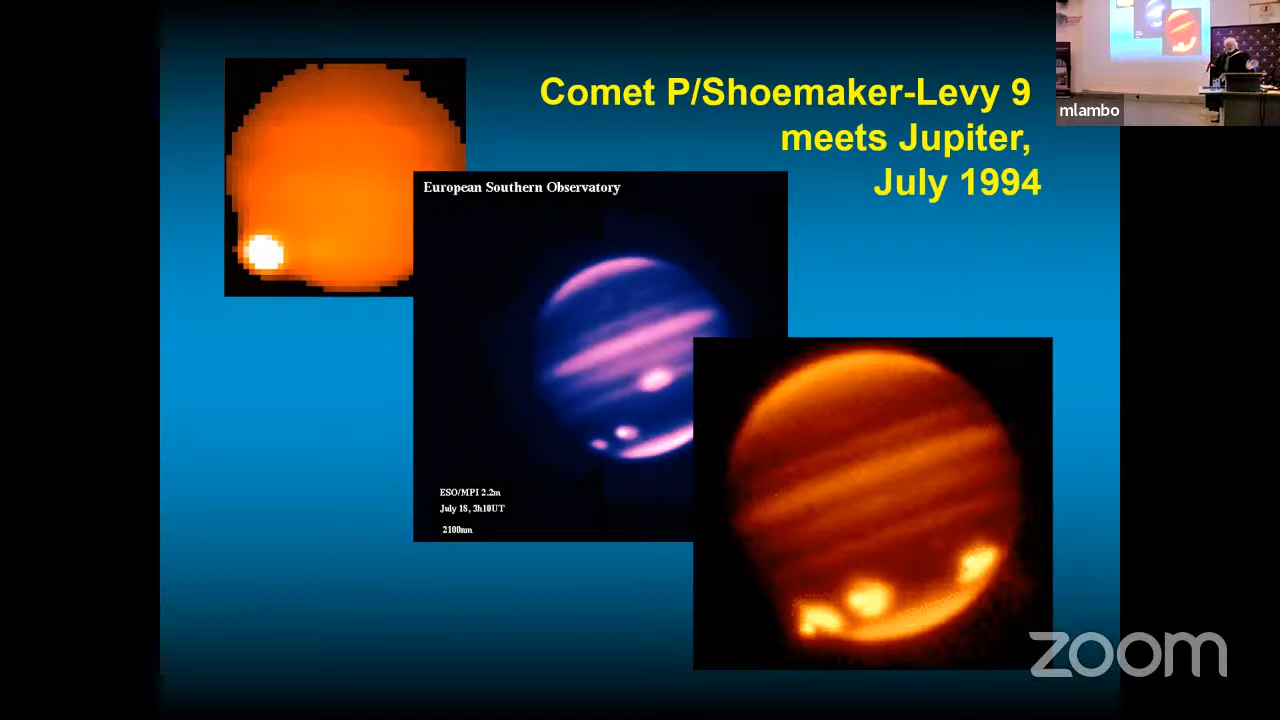 Comet P/Shoemaker-Levy 9
meets Jupiter,
July 1994
mlambo
European Southern Observatory
ESO/MPI 2.2m
July 18, 3h10UT
2100nm
zoom